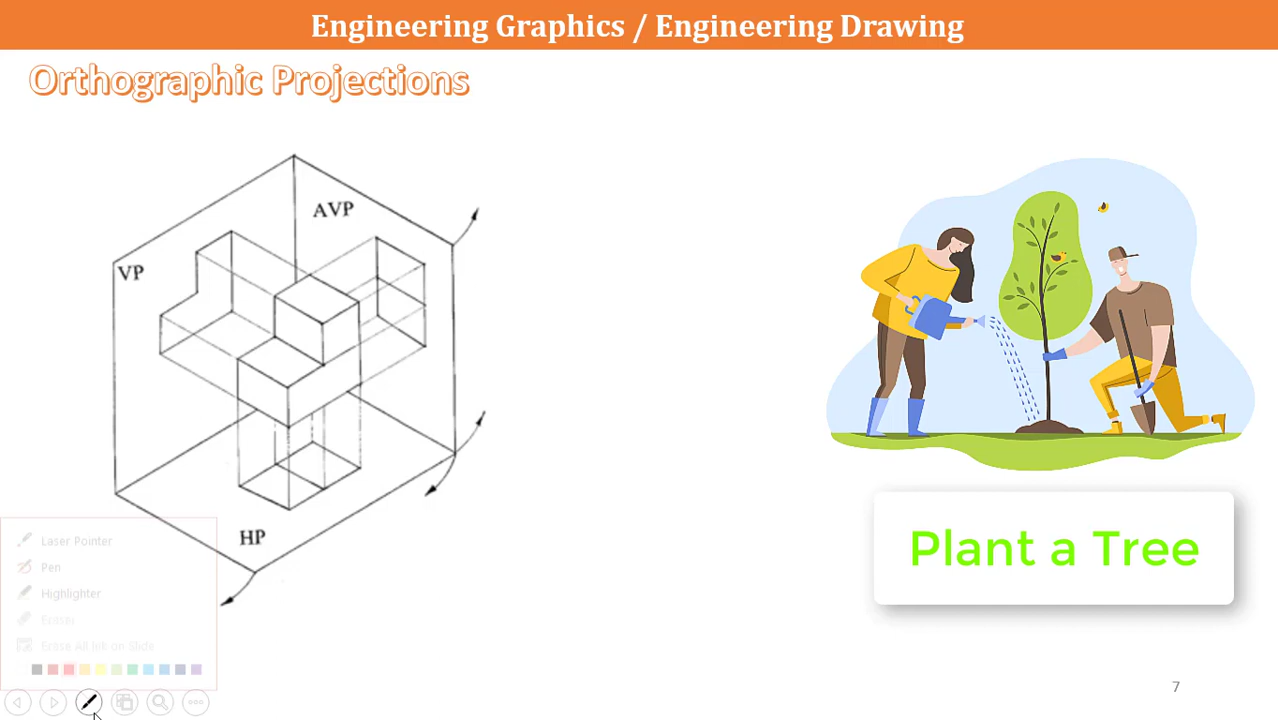 Engineering Graphics / Engineering Drawing
Orthographic Projections
AVP
VP
HP
Plant a Tree
Laser Pointer
Pen
Highlighter
Eraser
Erase All Ink on Slide
7